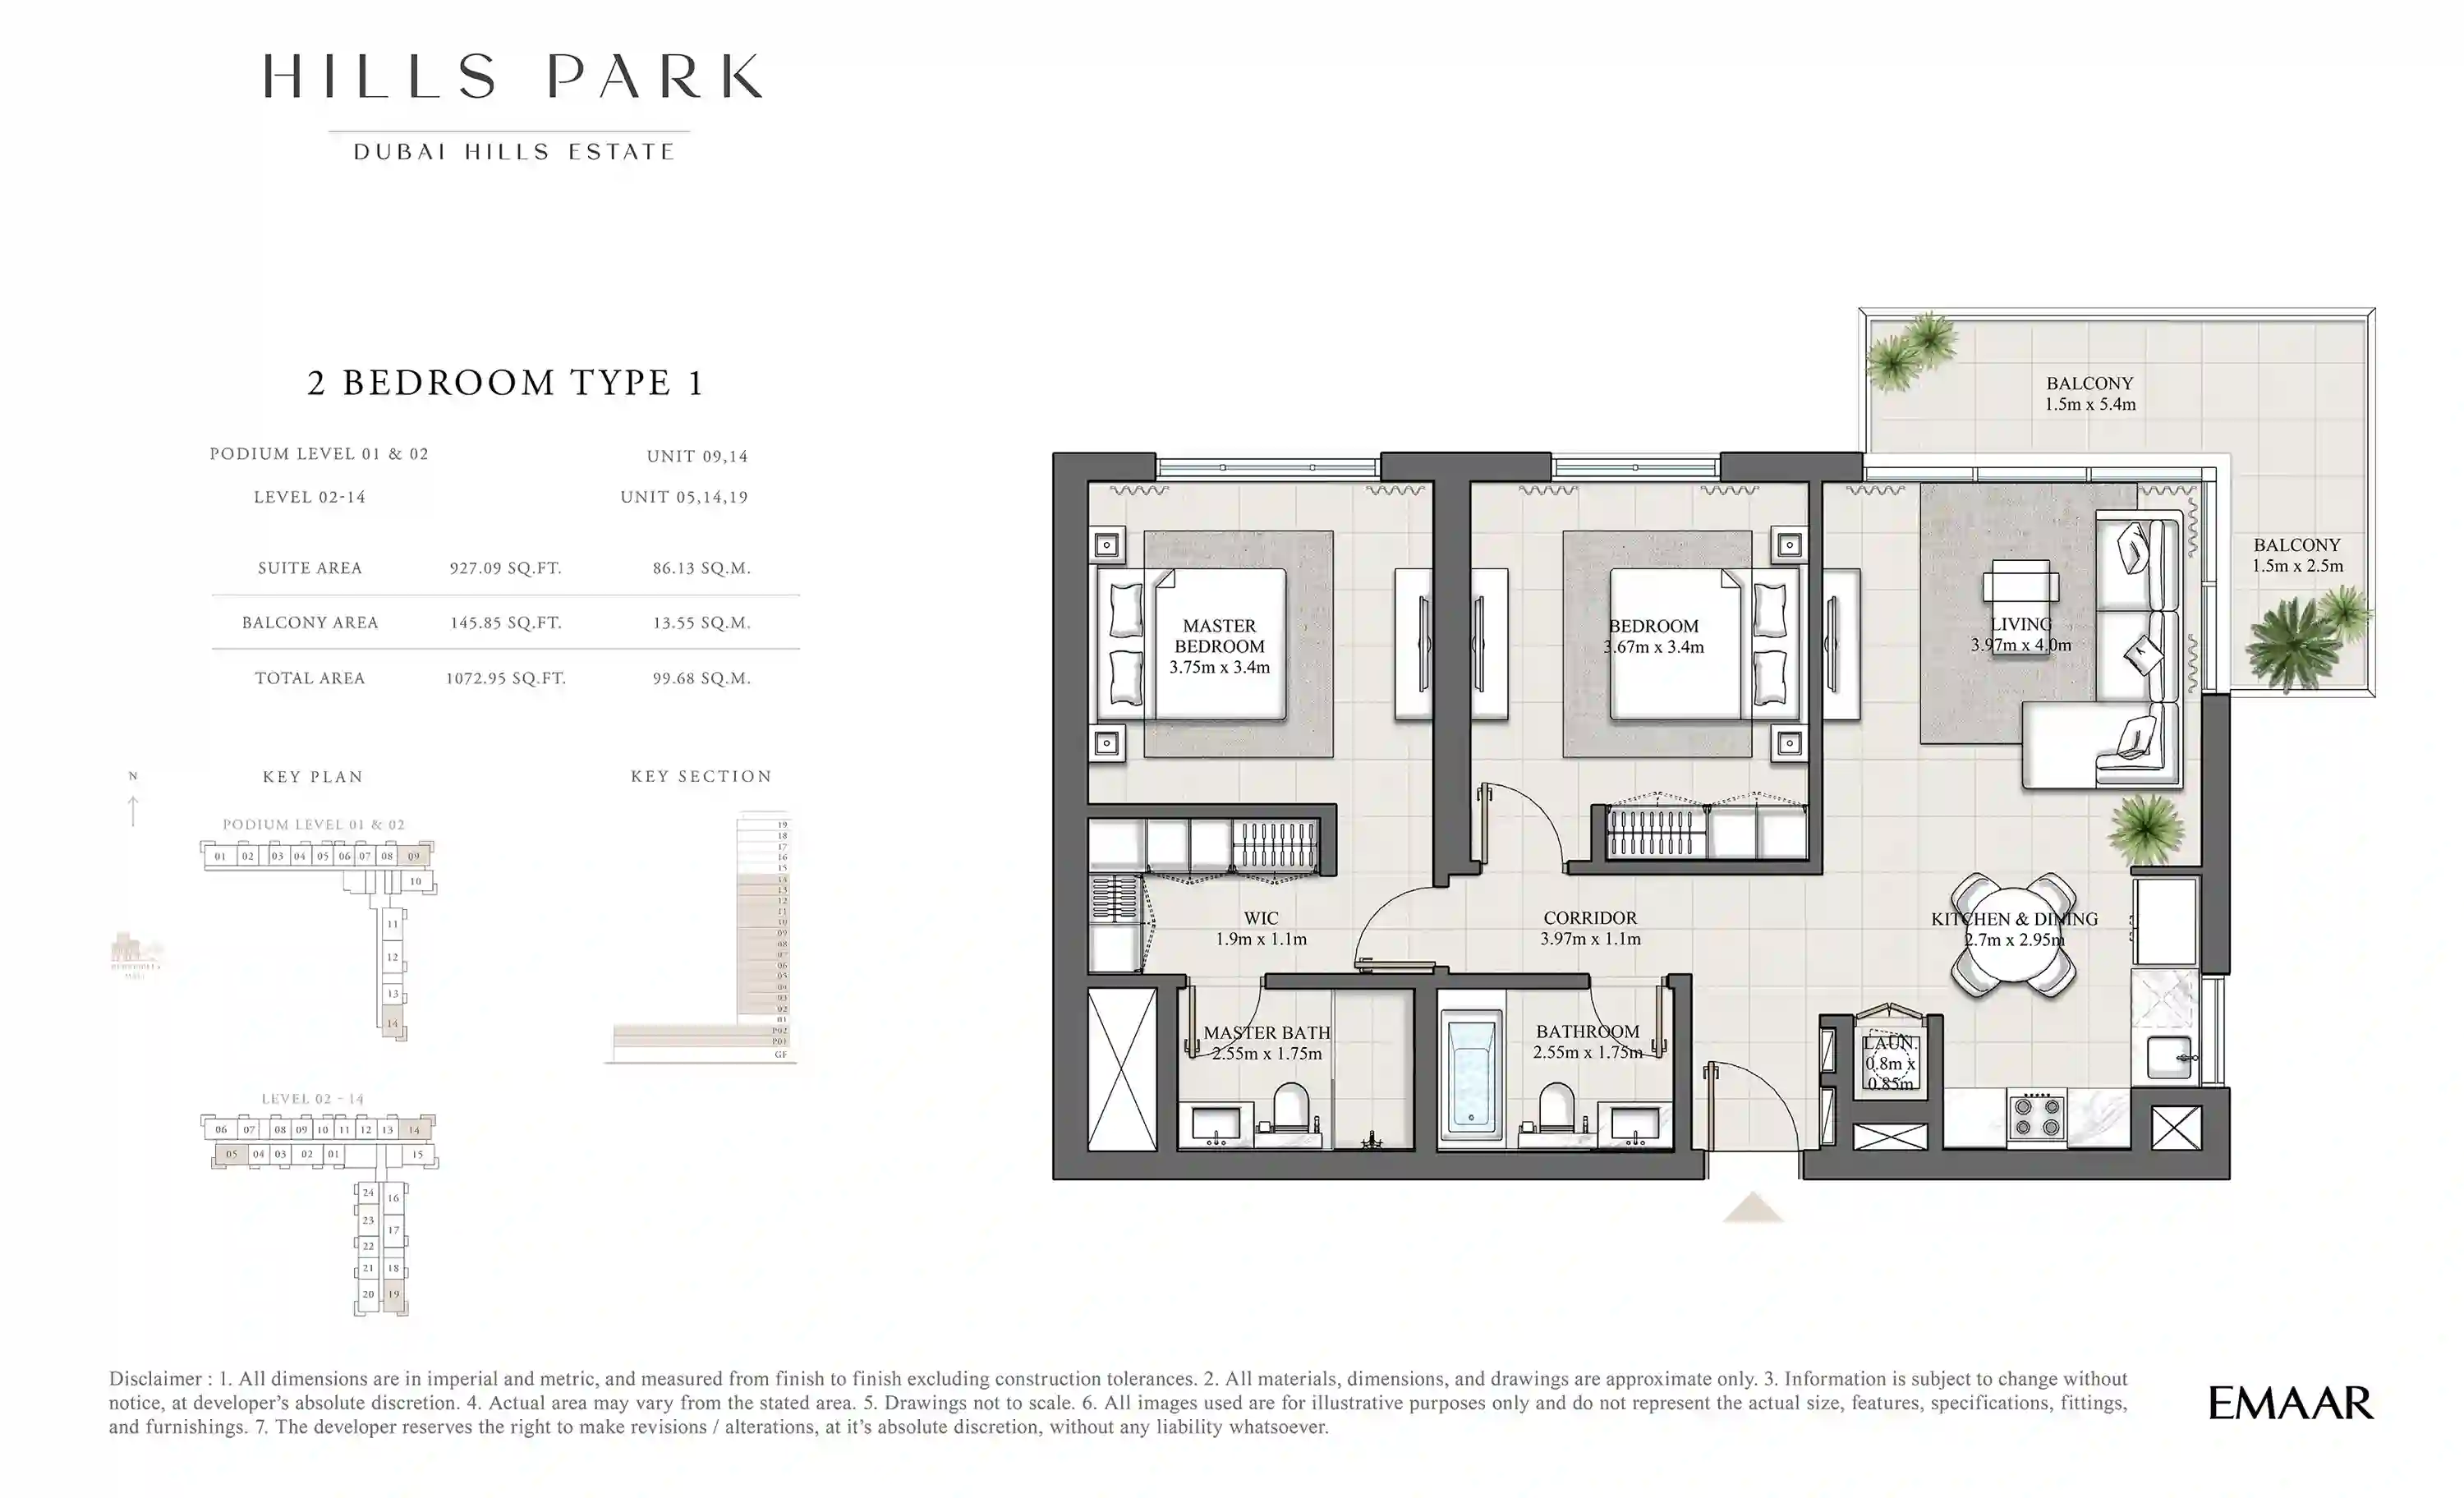 HILLS PARK
DUBAI HILLS ESTATE
2 BEDROOM TYPE 1
PODIUM LEVEL 01 & 02 UNIT 09,14
LEVEL 02-14 UNIT 05,14,19
SUITE AREA 927.09 SQ.FT. 86.13 SQ.M.
BALCONY AREA 145.85 SQ.FT. 13.55 SQ.M.
TOTAL AREA 1072.95 SQ.FT. 99.68 SQ.M.
N
KEY PLAN
PODIUM LEVEL 01 & 02
01 02 03 04 05 06 07 08 09
10
11
12
13
14
LEVEL 02 - 14
06 07 08 09 10 11 12 13 14
05 04 03 02 01 15
24 16
23 17
22
21 18
20 19
KEY SECTION
19
18
17
16
15
14
13
12
11
10
09
08
07
06
05
04
03
02
01
P02
P01
GF
BALCONY
1.5m x 5.4m
BALCONY
1.5m x 2.5m
MASTER
BEDROOM
3.75m x 3.4m
BEDROOM
3.67m x 3.4m
LIVING
3.97m x 4.0m
WIC
1.9m x 1.1m
CORRIDOR
3.97m x 1.1m
KITCHEN & DINING
2.7m x 2.95m
MASTER BATH
2.55m x 1.75m
BATHROOM
2.55m x 1.75m
LAUN.
0.8m x
0.85m
Disclaimer : 1. All dimensions are in imperial and metric, and measured from finish to finish excluding construction tolerances. 2. All materials, dimensions, and drawings are approximate only. 3. Information is subject to change without
notice, at developer's absolute discretion. 4. Actual area may vary from the stated area. 5. Drawings not to scale. 6. All images used are for illustrative purposes only and do not represent the actual size, features, specifications, fittings,
and furnishings. 7. The developer reserves the right to make revisions / alterations, at it's absolute discretion, without any liability whatsoever.
EMAAR